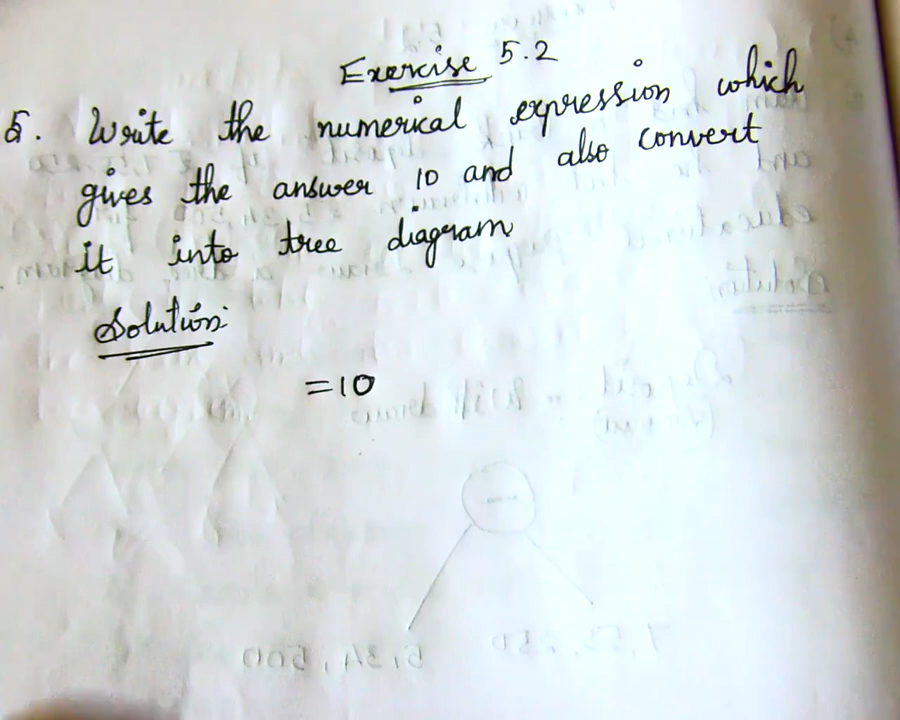 Exercise 5.2
5. Write the numerical expression which
gives the answer 10 and also convert
it into tree diagram
Solution:
=10